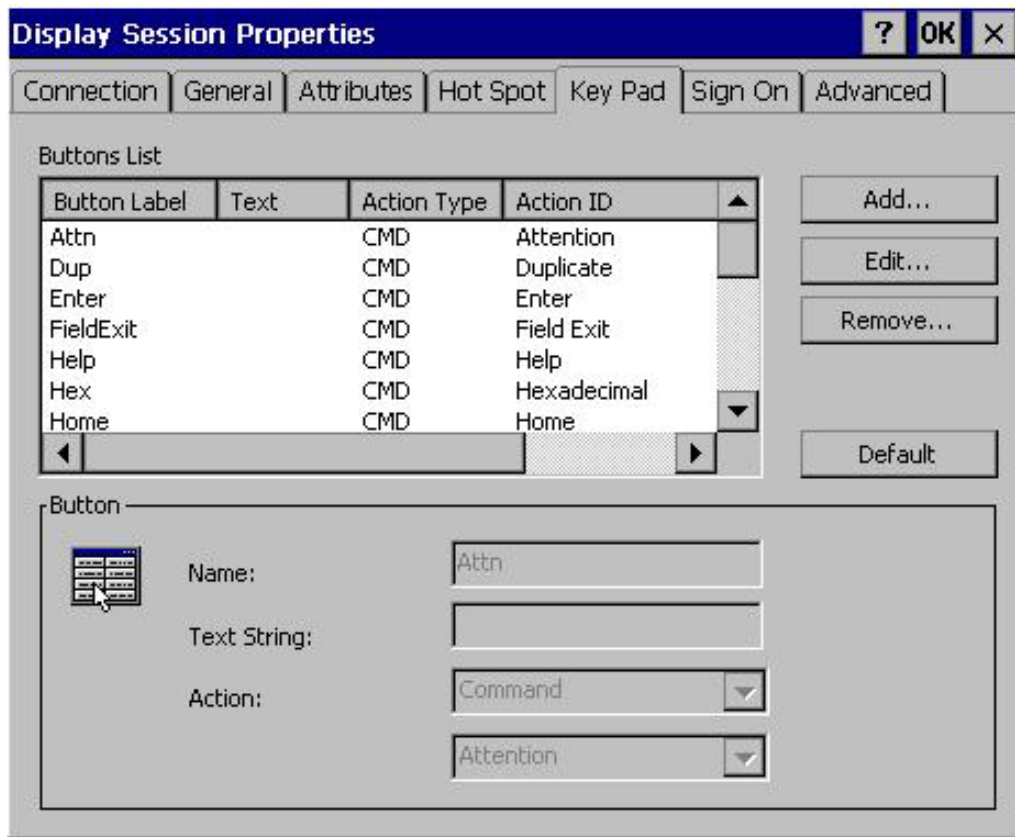 Display Session Properties ? OK ×
Connection General Attributes Hot Spot Key Pad Sign On Advanced
Buttons List
Button Label Text Action Type Action ID
Attn CMD Attention
Dup CMD Duplicate
Enter CMD Enter
FieldExit CMD Field Exit
Help CMD Help
Hex CMD Hexadecimal
Home CMD Home
Add...
Edit...
Remove...
Default
Button
Name: Attn
Text String:
Action: Command
Attention